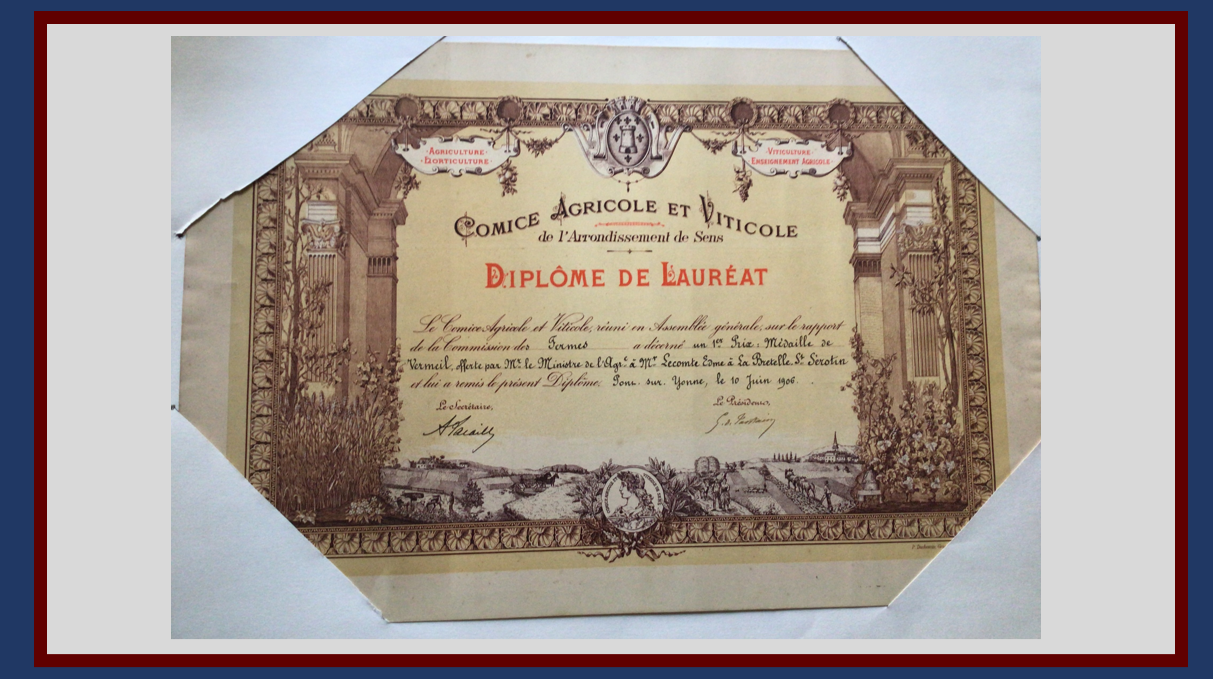 AGRICULTURE
HORTICULTURE
VITICULTURE
ENSEIGNEMENT AGRICOLE
COMICE AGRICOLE ET VITICOLE
de l'Arrondissement de Sens
DIPLÔME DE LAURÉAT
Le Comice Agricole et Viticole, réuni en Assemblée générale, sur le rapport
de la Commission des Fermes a décerné un 1er Prix : Médaille de
Vermeil, offerte par Mr le Ministre de l'Agr.e à Mr Lecomte Edme à La Bretelle. St Sérotin
et lui a remis le présent Diplôme. Pont. sur. Yonne, le 10 Juin 1906.
Le Secrétaire,
Le Président,